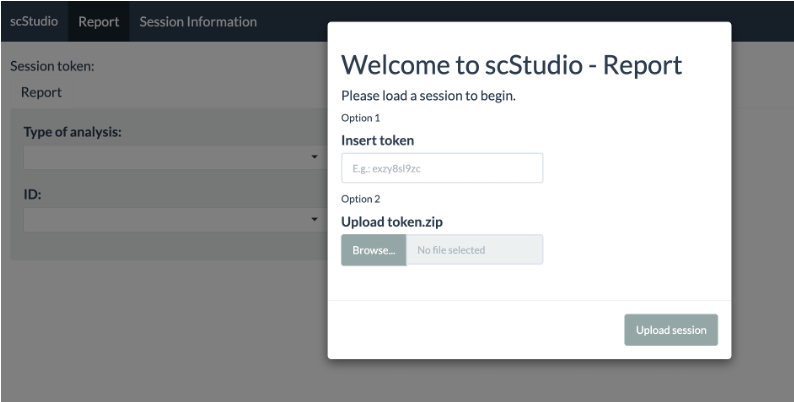 scStudio Report Session Information
Session token:
Report
Type of analysis:
ID:
Welcome to scStudio - Report
Please load a session to begin.
Option 1
Insert token
E.g.: exzy8sl9zc
Option 2
Upload token.zip
Browse... No file selected
Upload session